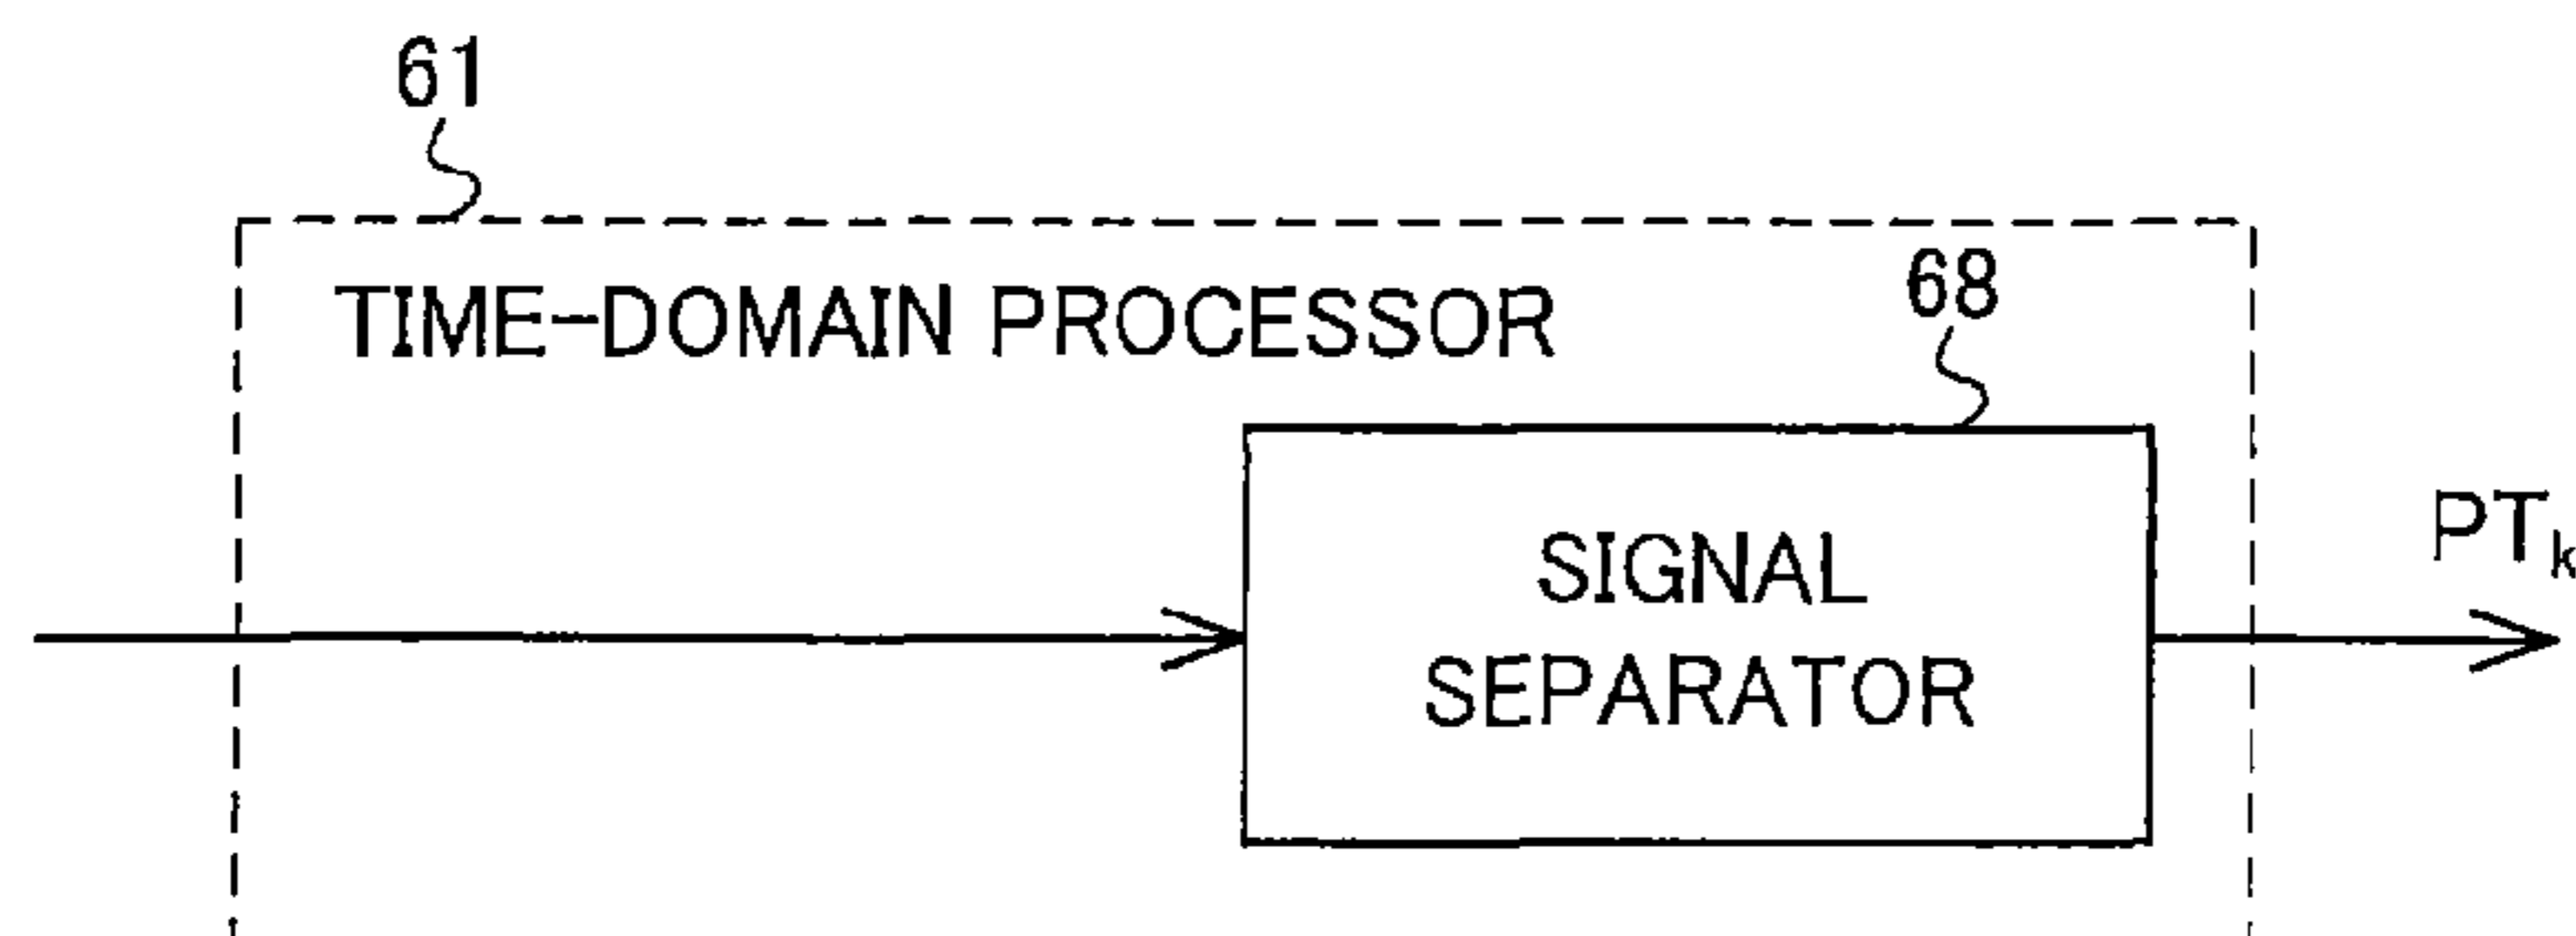 61
TIME-DOMAIN PROCESSOR
68
SIGNAL
SEPARATOR
PTk